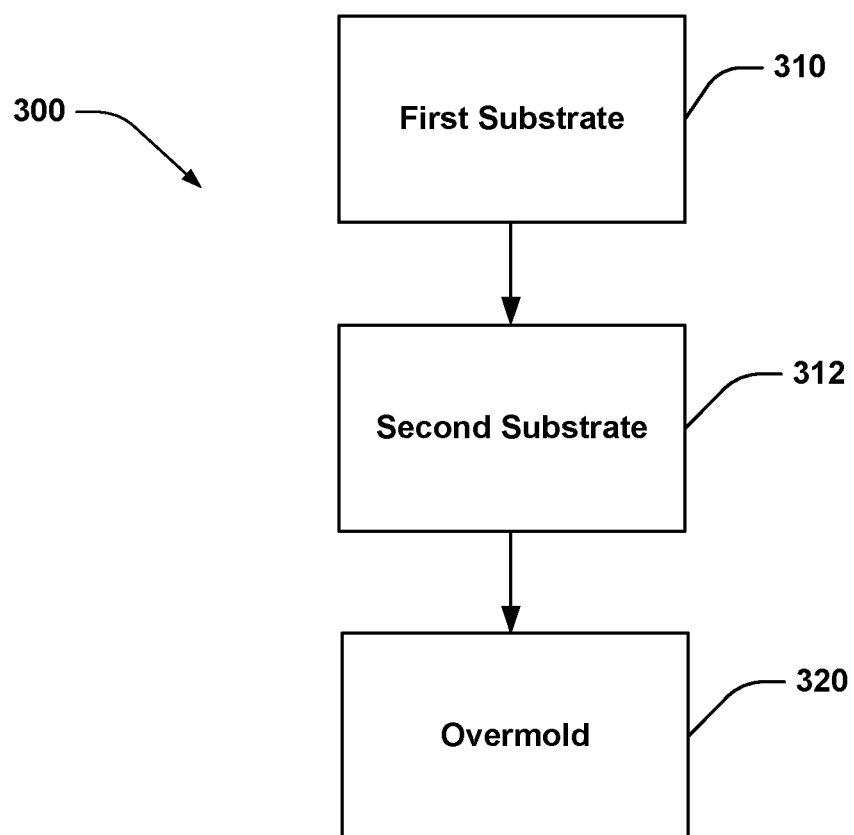 310
First Substrate
300
312
Second Substrate
320
Overmold